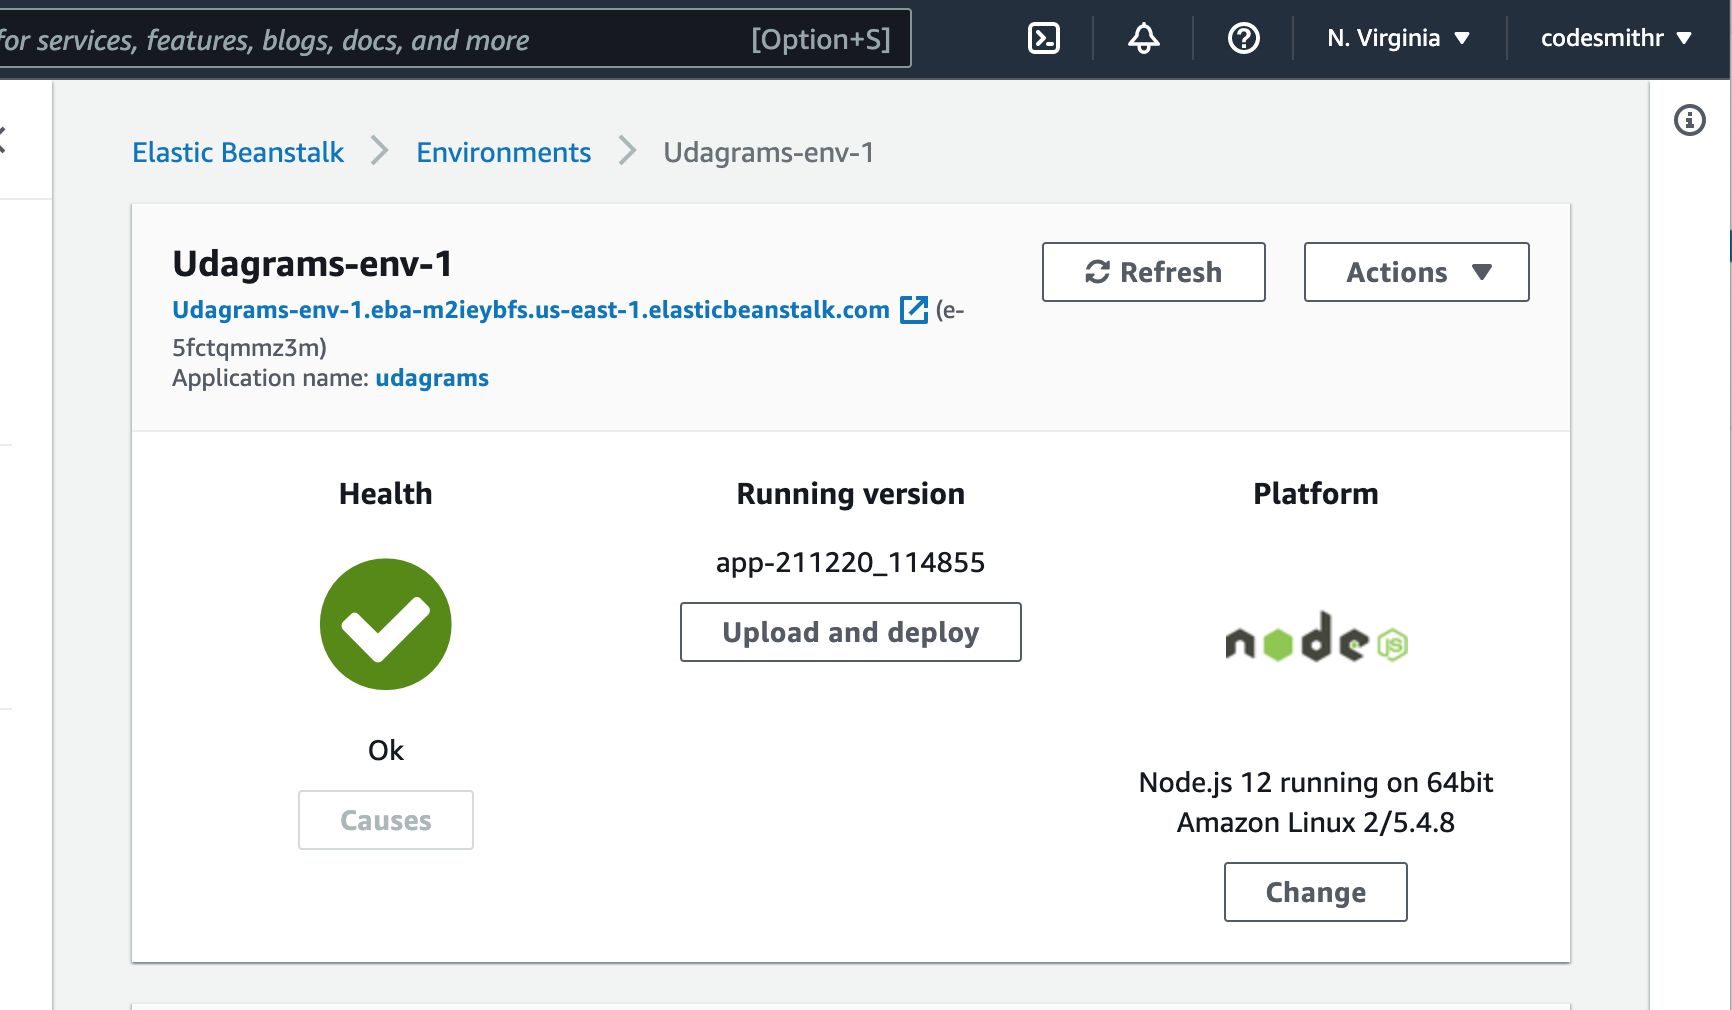 for services, features, blogs, docs, and more [Option+S] N. Virginia codesmithr
Elastic Beanstalk Environments Udagrams-env-1
Udagrams-env-1
Refresh
Actions
Udagrams-env-1.eba-m2ieybfs.us-east-1.elasticbeanstalk.com (e-
5fctqmmz3m)
Application name: udagrams
Health
Ok
Causes
Running version
app-211220_114855
Upload and deploy
Platform
node JS
Node.js 12 running on 64bit
Amazon Linux 2/5.4.8
Change